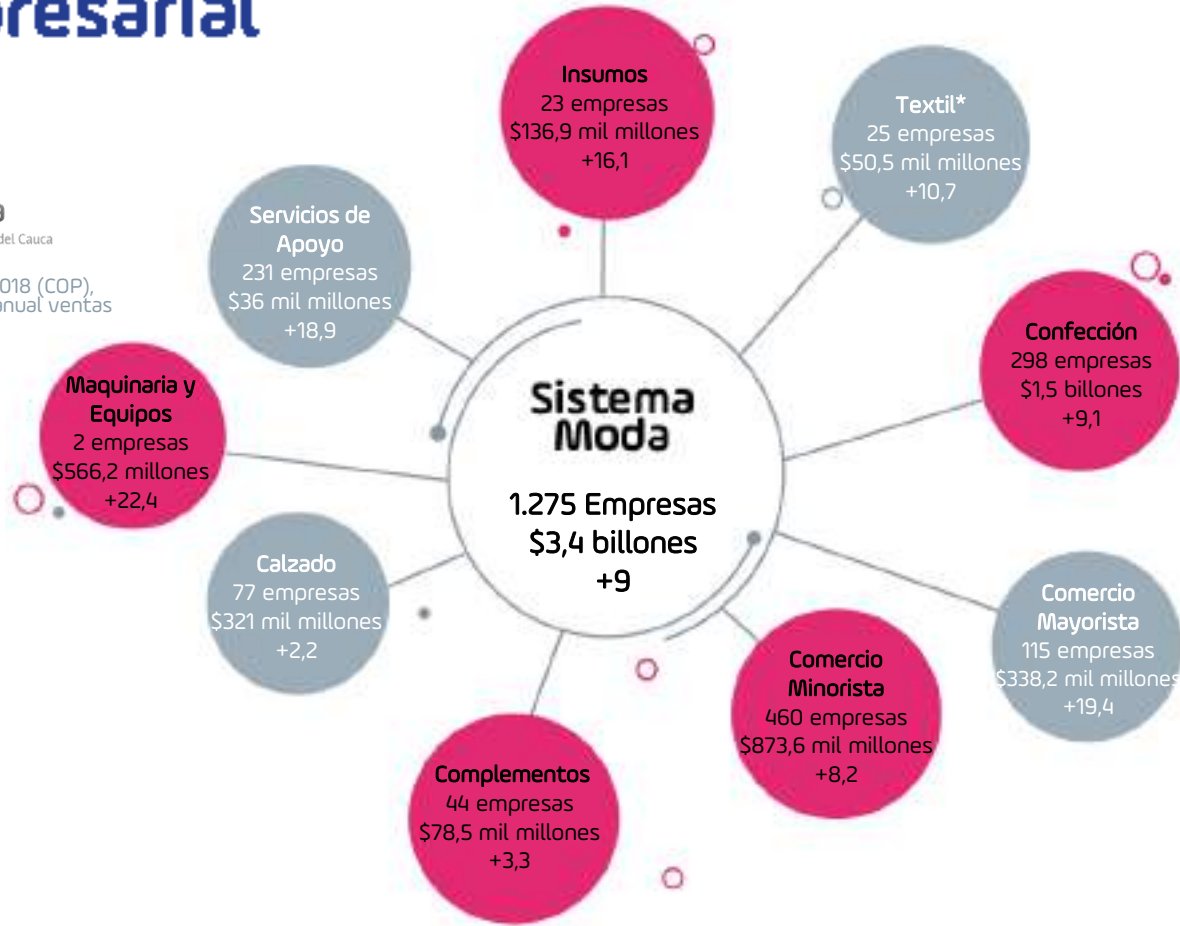 Insumos
23 empresas
$136,9 mil millones
+16,1
Textil*
25 empresas
$50,5 mil millones
+10,7
Servicios de
Apoyo
231 empresas
$36 mil millones
+18,9
del Cauca
Confección
298 empresas
$1,5 billones
+9,1
Maquinaria y
Equipos
2 empresas
$566,2 millones
+22,4
Sistema
Moda
1.275 Empresas
$3,4 billones
+9
Calzado
77 empresas
$321 mil millones
+2,2
Comercio
Mayorista
115 empresas
$338,2 mil millones
+19,4
Comercio
Minorista
460 empresas
$873,6 mil millones
+8,2
Complementos
44 empresas
$78,5 mil millones
+3,3
018 (COP),
ventas